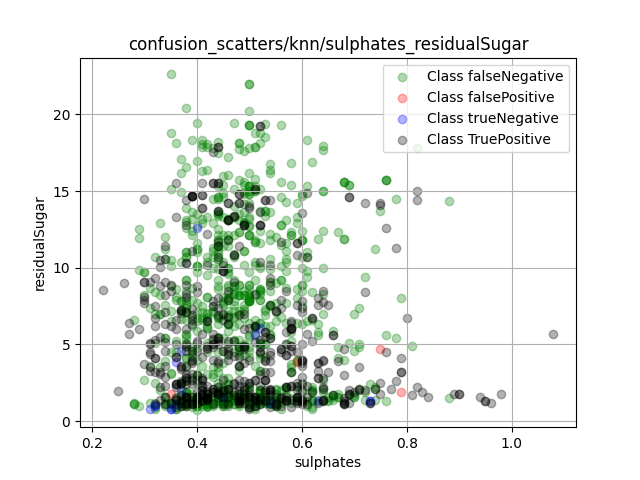 confusion_scatters/knn/sulphates_residualSugar
Class falseNegative
Class falsePositive
Class trueNegative
Class TruePositive
residualSugar
20
15
10
5
0
0.2 0.4 0.6 0.8 1.0
sulphates